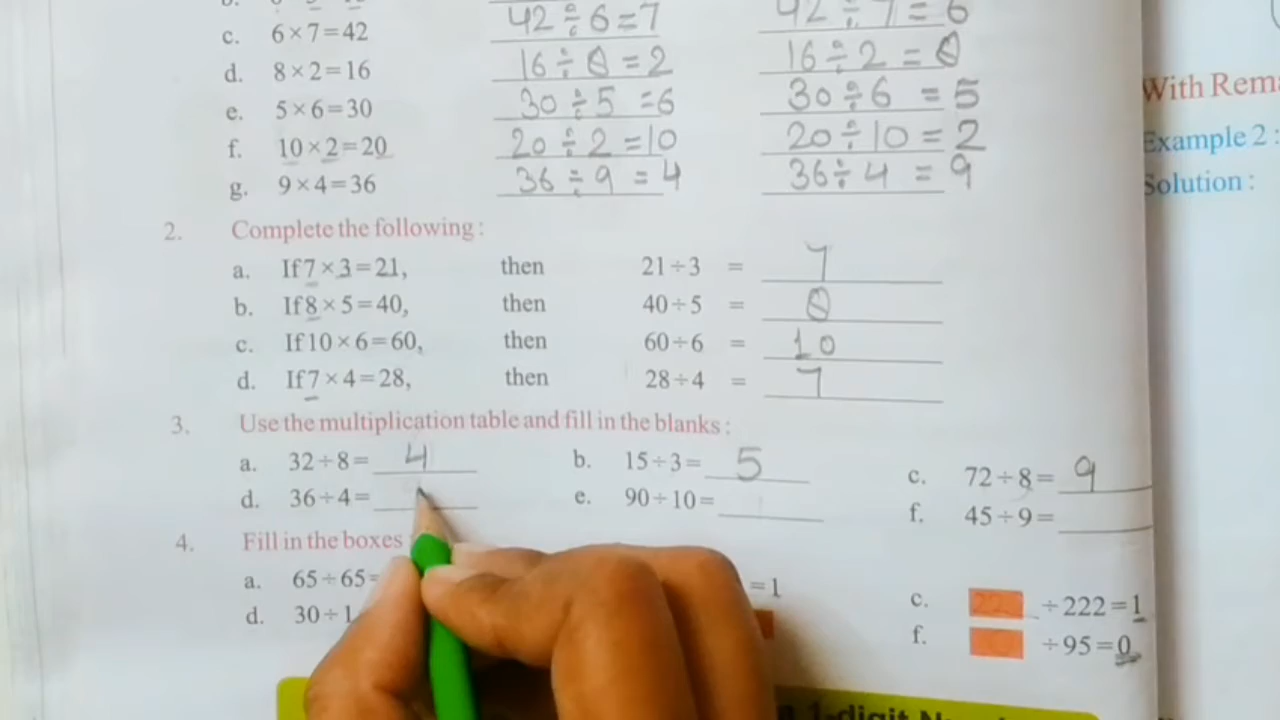 c. 6×7=42 42÷6=7 42÷7=6
d. 8×2=16 16÷8=2 16÷2=8
e. 5×6=30 30÷5=6 30÷6=5
f. 10×2=20 20÷2=10 20÷10=2
g. 9×4=36 36÷9=4 36÷4=9
2. Complete the following :
a. If 7×3=21, then 21÷3 = 7
b. If 8×5=40, then 40÷5 = 8
c. If 10×6=60, then 60÷6 = 10
d. If 7×4=28, then 28÷4 = 7
3. Use the multiplication table and fill in the blanks :
a. 32÷8= 4 b. 15÷3= 5 c. 72÷8= 9
d. 36÷4= e. 90÷10= f. 45÷9=
4. Fill in the boxes
a. 65÷65= =1 c. ÷222=1
d. 30÷1 f. ÷95=0
1-digit
With
Example 2 :
Solution :